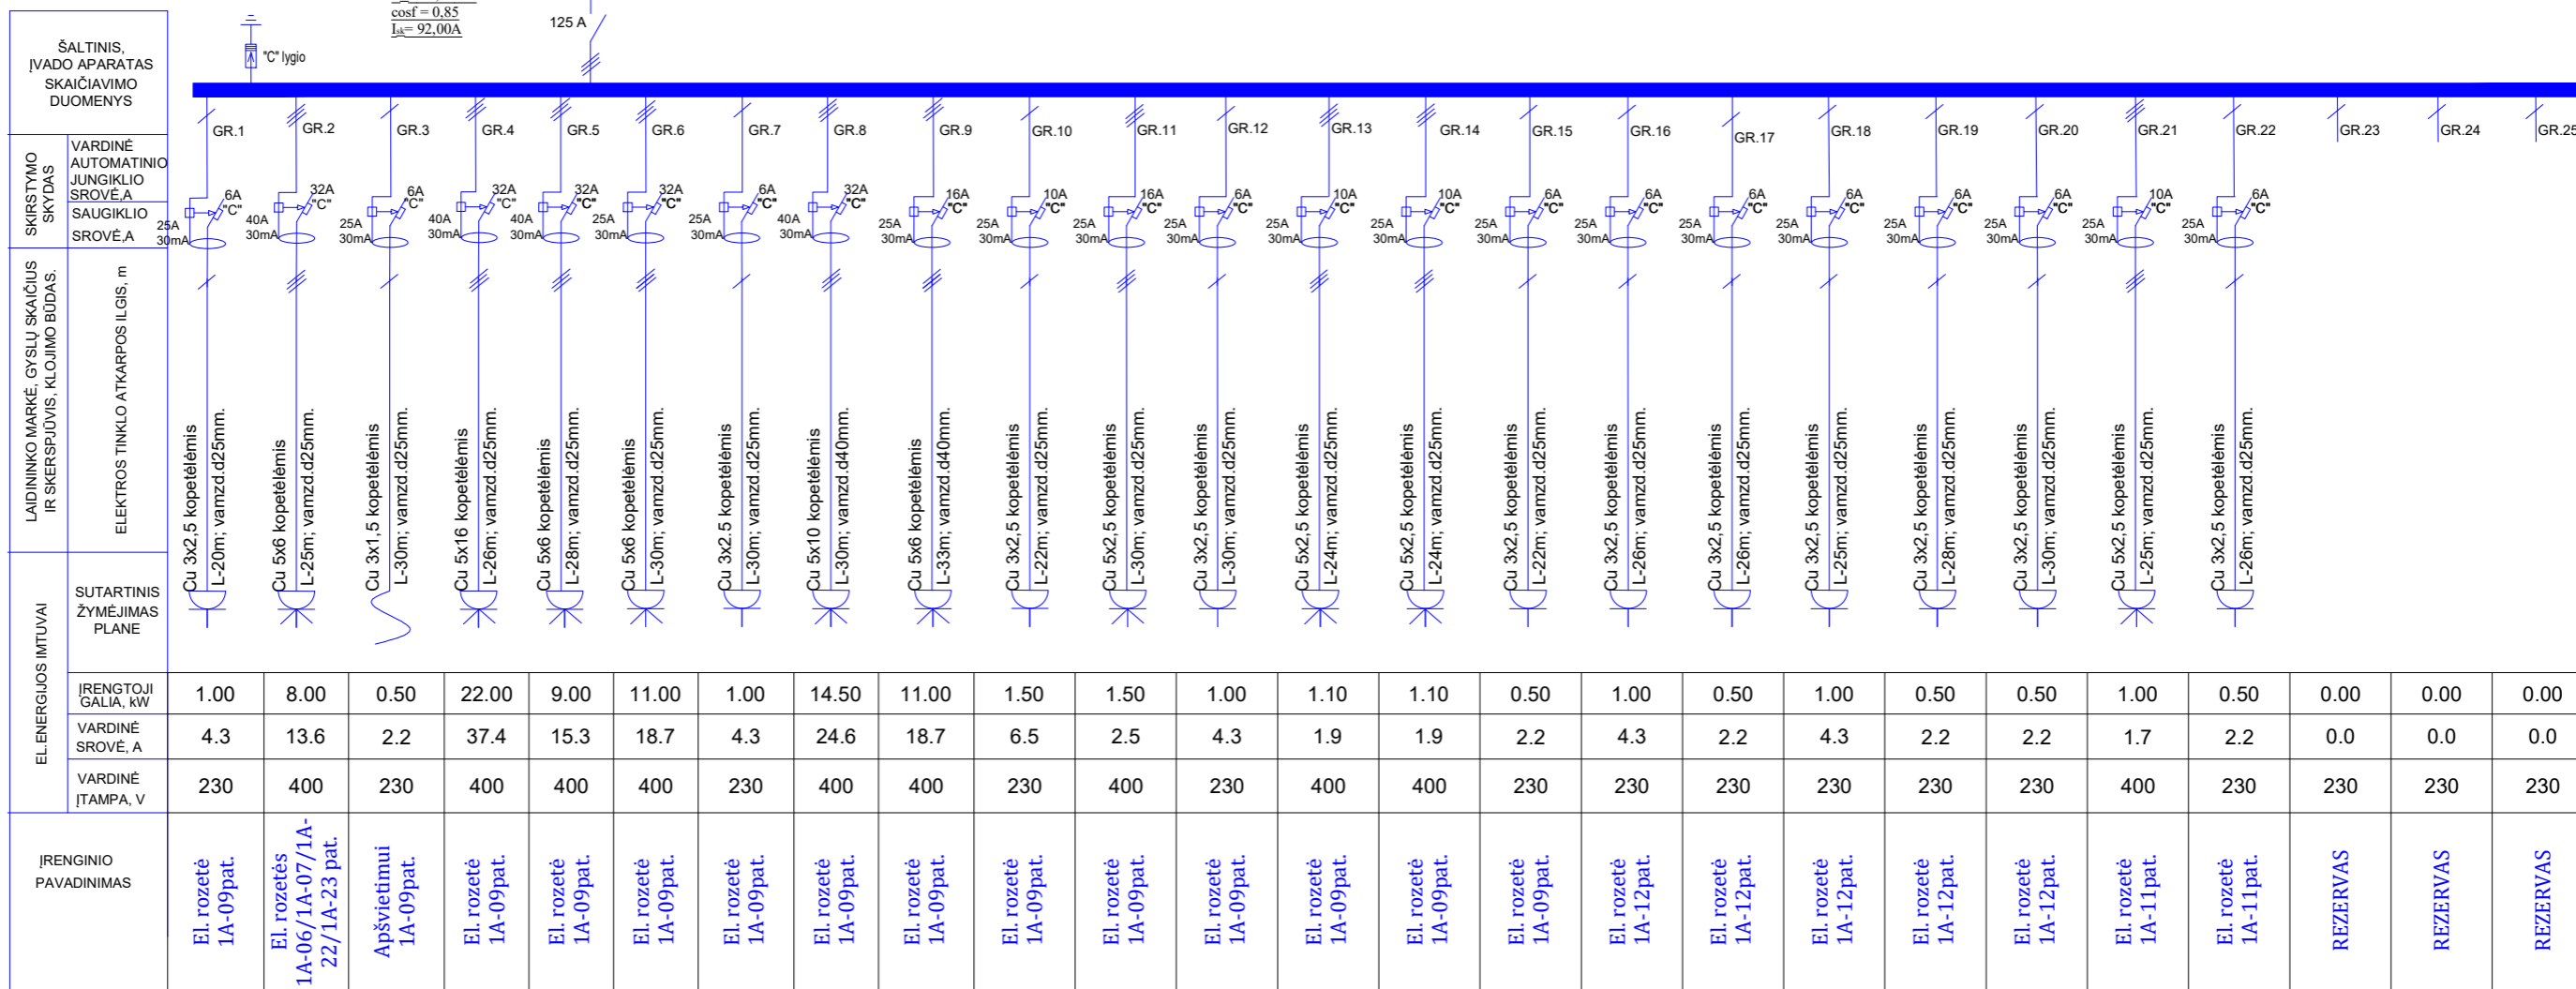 cosf = 0,85
Isk= 92,00A
125 A
"C" lygio
ŠALTINIS,
ĮVADO APARATAS
SKAIČIAVIMO
DUOMENYS
GR.1 GR.2 GR.3 GR.4 GR.5 GR.6 GR.7 GR.8 GR.9 GR.10 GR.11 GR.12 GR.13 GR.14 GR.15 GR.16 GR.17 GR.18 GR.19 GR.20 GR.21 GR.22 GR.23 GR.24 GR.25
SKIRSTYMO
SKYDAS
VARDINĖ
AUTOMATINIO
JUNGIKLIO
SROVĖ,A
SAUGIKLIO
SROVĖ,A
6A 32A 6A 32A 32A 32A 6A 32A 16A 10A 16A 6A 10A 10A 6A 6A 6A 6A 6A 6A 10A 6A
"C" "C" "C" "C" "C" "C" "C" "C" "C" "C" "C" "C" "C" "C" "C" "C" "C" "C" "C" "C" "C" "C"
25A 40A 25A 40A 40A 25A 25A 40A 25A 25A 25A 25A 25A 25A 25A 25A 25A 25A 25A 25A 25A 25A
30mA 30mA 30mA 30mA 30mA 30mA 30mA 30mA 30mA 30mA 30mA 30mA 30mA 30mA 30mA 30mA 30mA 30mA 30mA 30mA 30mA 30mA
LAIDININKO MARKĖ, GYSLŲ SKAIČIUS
IR SKERSPJŪVIS, KLOJIMO BŪDAS.
ELEKTROS TINKLO ATKARPOS ILGIS, m
Cu 3x2,5 kopetėlėmis
L-20m; vamzd.d25mm.
Cu 5x6 kopetėlėmis
L-25m; vamzd.d25mm.
Cu 3x1,5 kopetėlėmis
L-30m; vamzd.d25mm.
Cu 5x16 kopetėlėmis
L-26m; vamzd.d25mm.
Cu 5x6 kopetėlėmis
L-28m; vamzd.d25mm.
Cu 5x6 kopetėlėmis
L-30m; vamzd.d25mm.
Cu 3x2.5 kopetėlėmis
L-30m; vamzd.d25mm.
Cu 5x10 kopetėlėmis
L-30m; vamzd.d40mm.
Cu 5x6 kopetėlėmis
L-33m; vamzd.d40mm.
Cu 3x2,5 kopetėlėmis
L-22m; vamzd.d25mm.
Cu 5x2,5 kopetėlėmis
L-30m; vamzd.d25mm.
Cu 3x2,5 kopetėlėmis
L-30m; vamzd.d25mm.
Cu 5x2,5 kopetėlėmis
L-24m; vamzd.d25mm.
Cu 5x2,5 kopetėlėmis
L-24m; vamzd.d25mm.
Cu 3x2,5 kopetėlėmis
L-22m; vamzd.d25mm.
Cu 3x2,5 kopetėlėmis
L-26m; vamzd.d25mm.
Cu 3x2,5 kopetėlėmis
L-26m; vamzd.d25mm.
Cu 3x2,5 kopetėlėmis
L-25m; vamzd.d25mm.
Cu 3x2,5 kopetėlėmis
L-28m; vamzd.d25mm.
Cu 3x2,5 kopetėlėmis
L-30m; vamzd.d25mm.
Cu 5x2,5 kopetėlėmis
L-25m; vamzd.d25mm.
Cu 3x2,5 kopetėlėmis
L-26m; vamzd.d25mm.
EL.ENERGIJOS IMTUVAI
SUTARTINIS
ŽYMĖJIMAS
PLANE
ĮRENGTOJI
GALIA, kW
1.00 8.00 0.50 22.00 9.00 11.00 1.00 14.50 11.00 1.50 1.50 1.00 1.10 1.10 0.50 1.00 0.50 1.00 0.50 0.50 1.00 0.50 0.00 0.00 0.00
VARDINĖ
SROVĖ, A
4.3 13.6 2.2 37.4 15.3 18.7 4.3 24.6 18.7 6.5 2.5 4.3 1.9 1.9 2.2 4.3 2.2 4.3 2.2 2.2 1.7 2.2 0.0 0.0 0.0
VARDINĖ
ĮTAMPA, V
230 400 230 400 400 400 230 400 400 230 400 230 400 400 230 230 230 230 230 230 400 230 230 230 230
ĮRENGINIO
PAVADINIMAS
El. rozetė
1A-09pat.
El. rozetės
1A-06/1A-07/1A-
22/1A-23 pat.
Apšvietimui
1A-09pat.
El. rozetė
1A-09pat.
El. rozetė
1A-09pat.
El. rozetė
1A-09pat.
El. rozetė
1A-09pat.
El. rozetė
1A-09pat.
El. rozetė
1A-09pat.
El. rozetė
1A-09pat.
El. rozetė
1A-09pat.
El. rozetė
1A-09pat.
El. rozetė
1A-09pat.
El. rozetė
1A-09pat.
El. rozetė
1A-09pat.
El. rozetė
1A-12pat.
El. rozetė
1A-12pat.
El. rozetė
1A-12pat.
El. rozetė
1A-12pat.
El. rozetė
1A-12pat.
El. rozetė
1A-11pat.
El. rozetė
1A-11pat.
REZERVAS
REZERVAS
REZERVAS